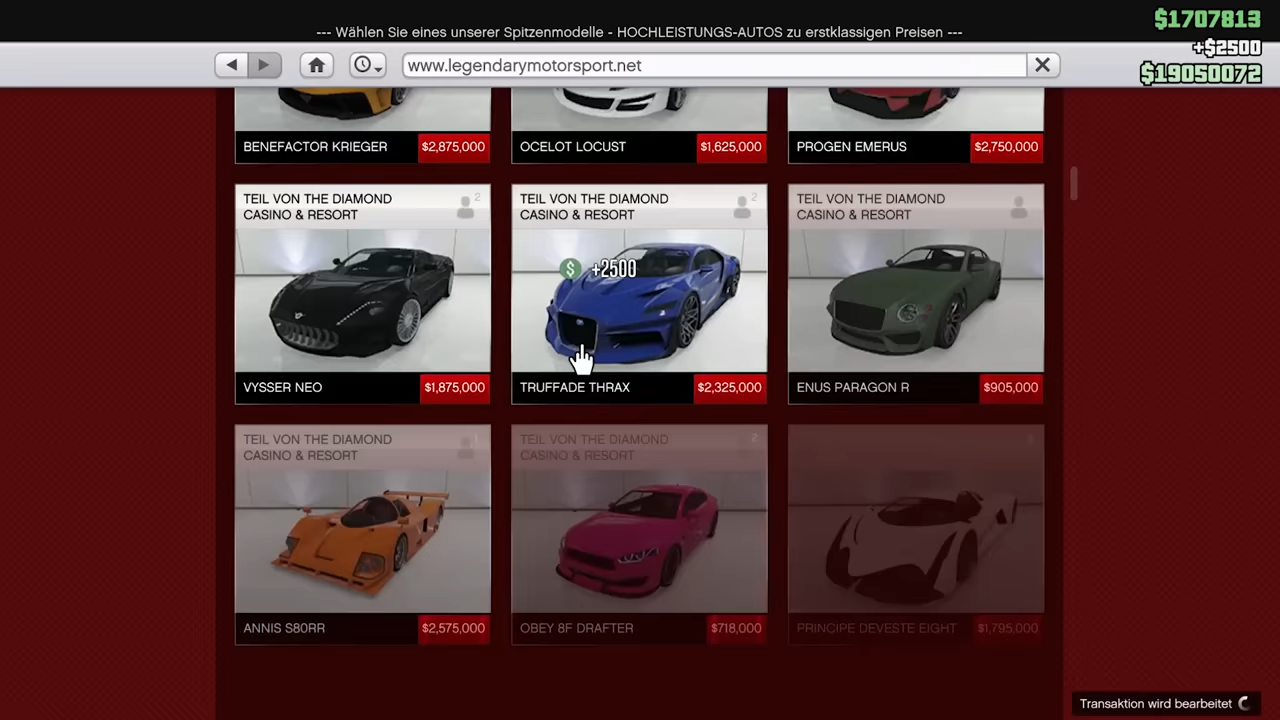 --- Wählen Sie eines unserer Spitzenmodelle - HOCHLEISTUNGS-AUTOS zu erstklassigen Preisen ---
$1707813
+$2500
$19050072
www.legendarymotorsport.net
BENEFACTOR KRIEGER $2,875,000
OCELOT LOCUST $1,625,000
PROGEN EMERUS $2,750,000
TEIL VON THE DIAMOND
CASINO & RESORT
2
TEIL VON THE DIAMOND
CASINO & RESORT
2
TEIL VON THE DIAMOND
CASINO & RESORT
$ +2500
VYSSER NEO $1,875,000
TRUFFADE THRAX $2,325,000
ENUS PARAGON R $905,000
TEIL VON THE DIAMOND
CASINO & RESORT
TEIL VON THE DIAMOND
CASINO & RESORT
ANNIS S80RR $2,575,000
OBEY 8F DRAFTER $718,000
PRINCIPE DEVESTE EIGHT $1,795,000
Transaktion wird bearbeitet